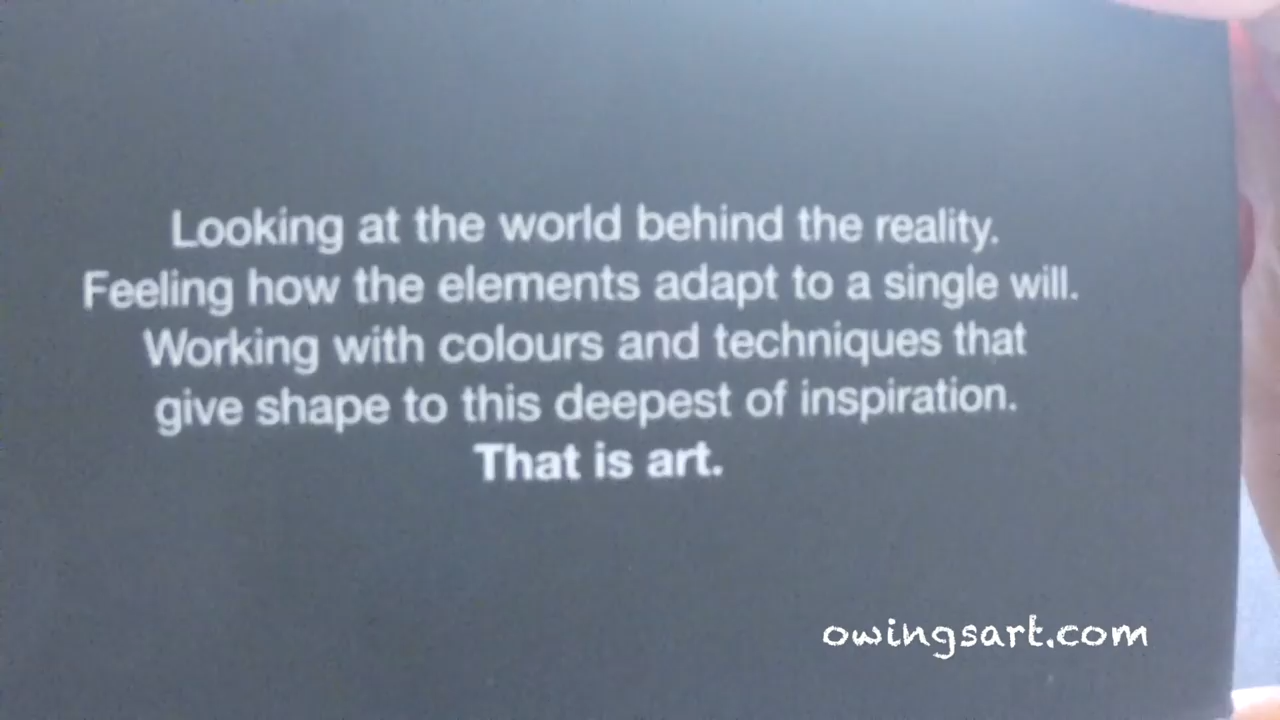 Looking at the world behind the reality.
Feeling how the elements adapt to a single will.
Working with colours and techniques that
give shape to this deepest of inspiration.
That is art.
owingsart.com